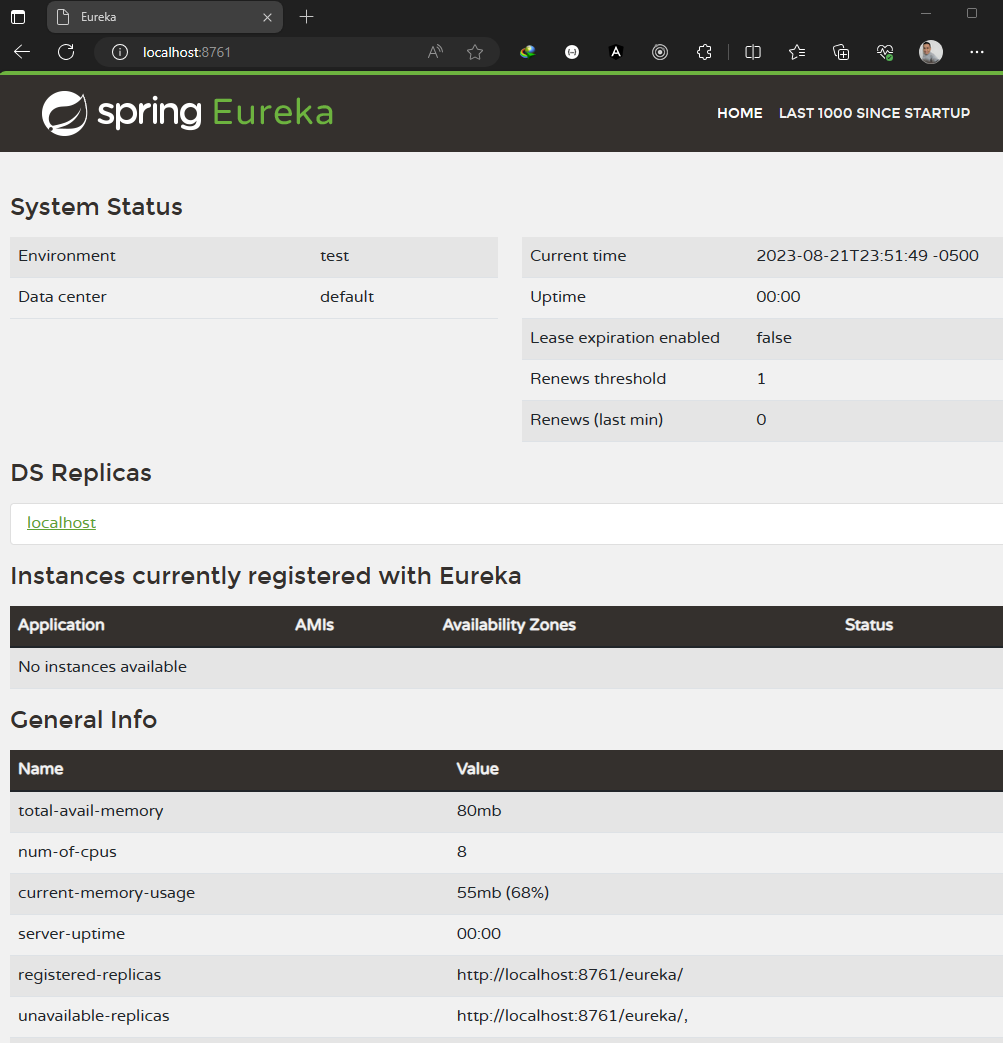 Eureka
localhost:8761
spring Eureka
HOME LAST 1000 SINCE STARTUP
System Status
Environment test
Data center default
Current time 2023-08-21T23:51:49 -0500
Uptime 00:00
Lease expiration enabled false
Renews threshold 1
Renews (last min) 0
DS Replicas
localhost
Instances currently registered with Eureka
Application AMIs Availability Zones Status
No instances available
General Info
Name Value
total-avail-memory 80mb
num-of-cpus 8
current-memory-usage 55mb (68%)
server-uptime 00:00
registered-replicas http://localhost:8761/eureka/
unavailable-replicas http://localhost:8761/eureka/,